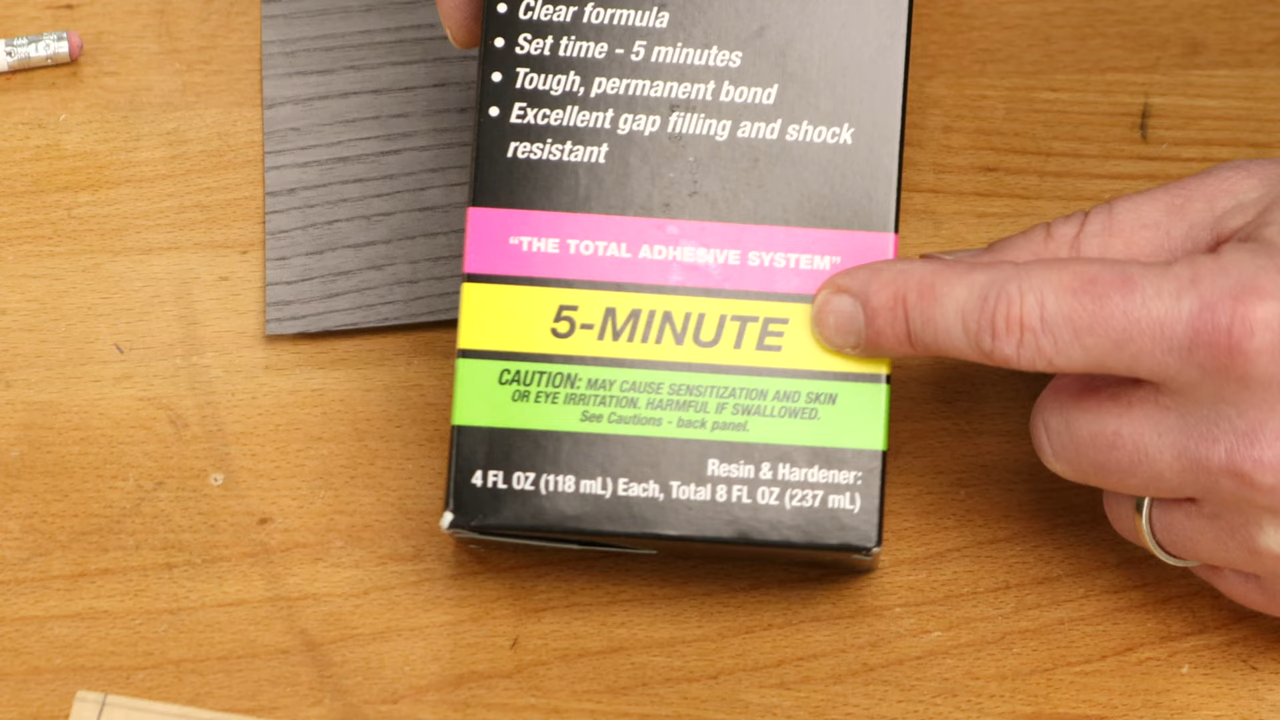 • Clear formula
• Set time - 5 minutes
• Tough, permanent bond
• Excellent gap filling and shock
resistant
“THE TOTAL ADHESIVE SYSTEM”
5-MINUTE
CAUTION: MAY CAUSE SENSITIZATION AND SKIN
OR EYE IRRITATION. HARMFUL IF SWALLOWED.
See Cautions - back panel.
Resin & Hardener:
4 FL OZ (118 mL) Each, Total 8 FL OZ (237 mL)